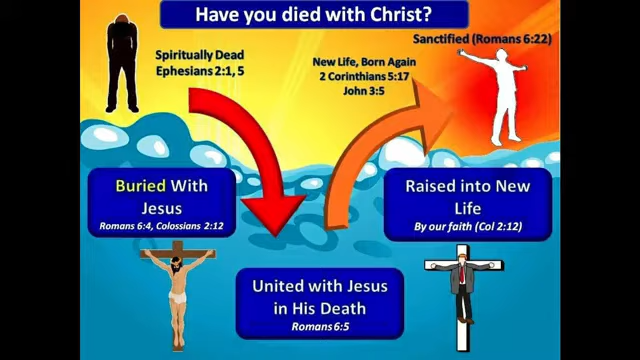 Have you died with Christ?
Spiritually Dead
Ephesians 2:1, 5
New Life, Born Again
2 Corinthians 5:17
John 3:5
Sanctified (Romans 6:22)
Buried With
Jesus
Romans 6:4, Colossians 2:12
United with Jesus
in His Death
Romans 6:5
Raised into New
Life
By our faith (Col 2:12)